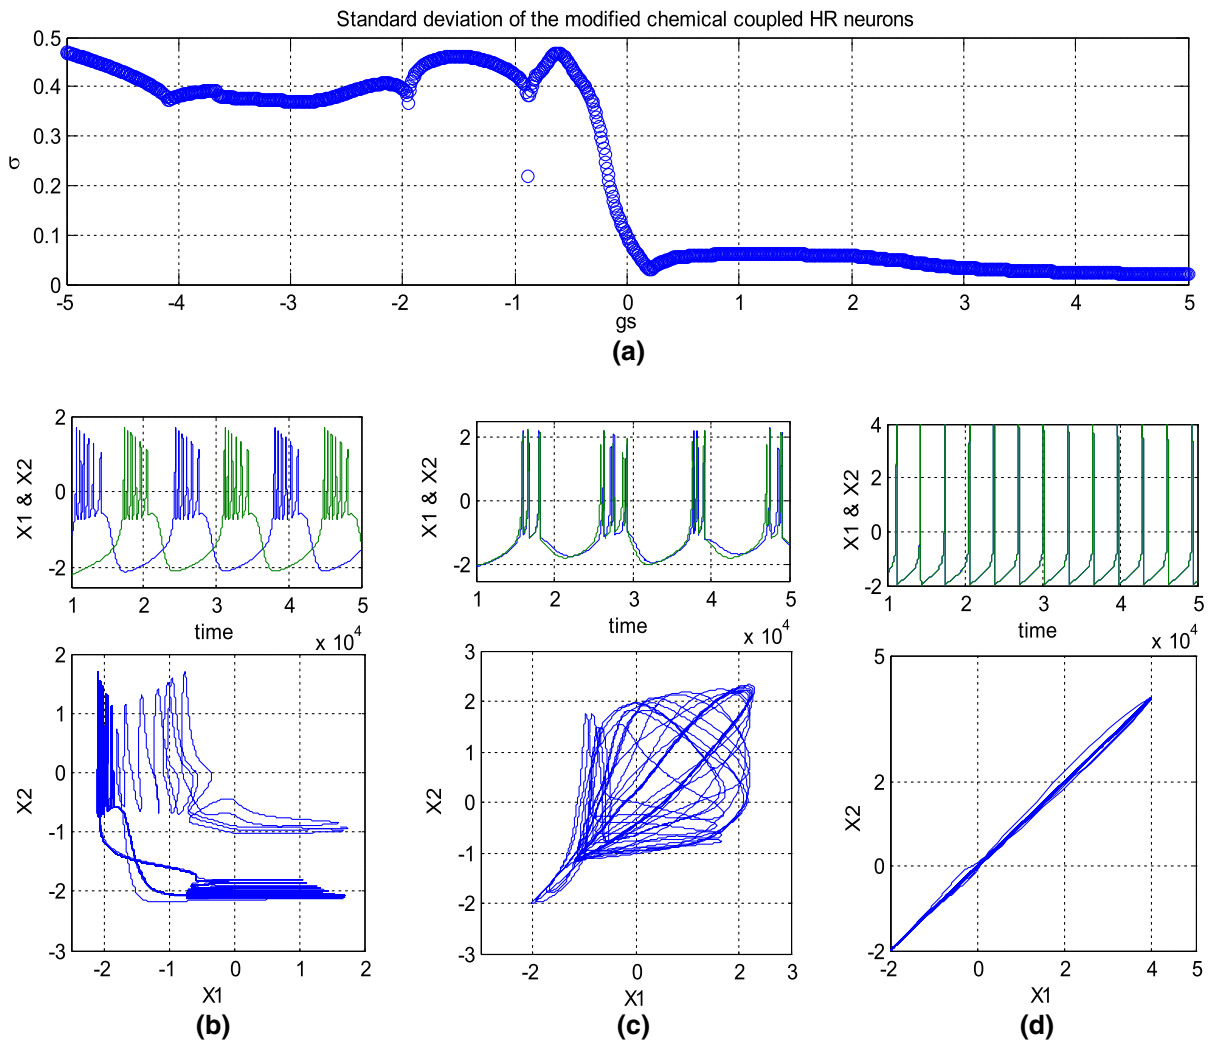 Standard deviation of the modified chemical coupled HR neurons
0.5
0.4
0.3
0.2
0.1
0
σ
-5 -4 -3 -2 -1 0 1 2 3 4 5
gs
(a)
2
0
-2
X1 & X2
1 2 3 4 5
time
x 10^4
2
0
-2
X1 & X2
1 2 3 4 5
time
x 10^4
4
2
0
-2
X1 & X2
1 2 3 4 5
time
x 10^4
2
1
0
-1
-2
-3
X2
-2 -1 0 1 2
X1
(b)
3
2
1
0
-1
-2
-3
X2
-2 0 2 3
X1
(c)
5
2
0
-2
X2
-2 0 2 4 5
X1
(d)